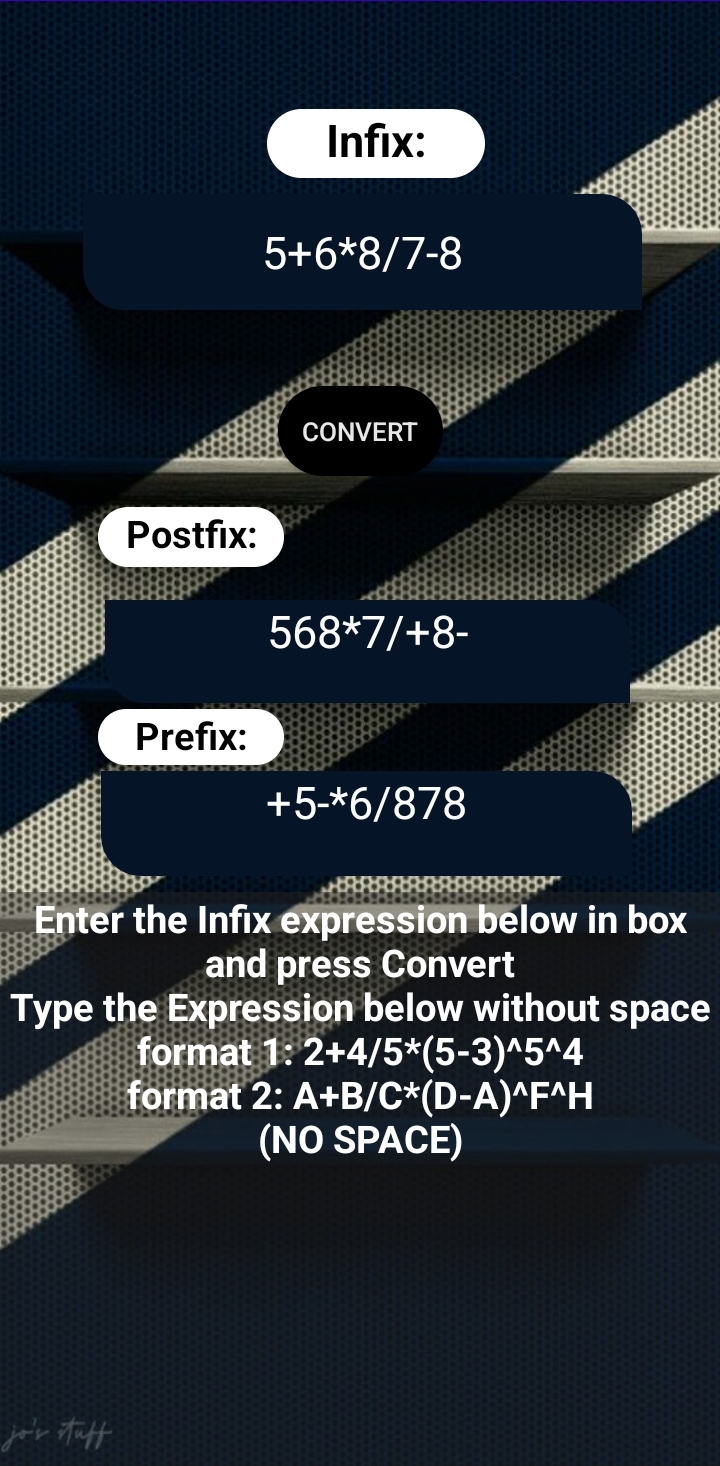 Infix:
5+6*8/7-8
CONVERT
Postfix:
568*7/+8-
Prefix:
+5-*6/878
Enter the Infix expression below in box
and press Convert
Type the Expression below without space
format 1: 2+4/5*(5-3)^5^4
format 2: A+B/C*(D-A)^F^H
(NO SPACE)
jo's stuff